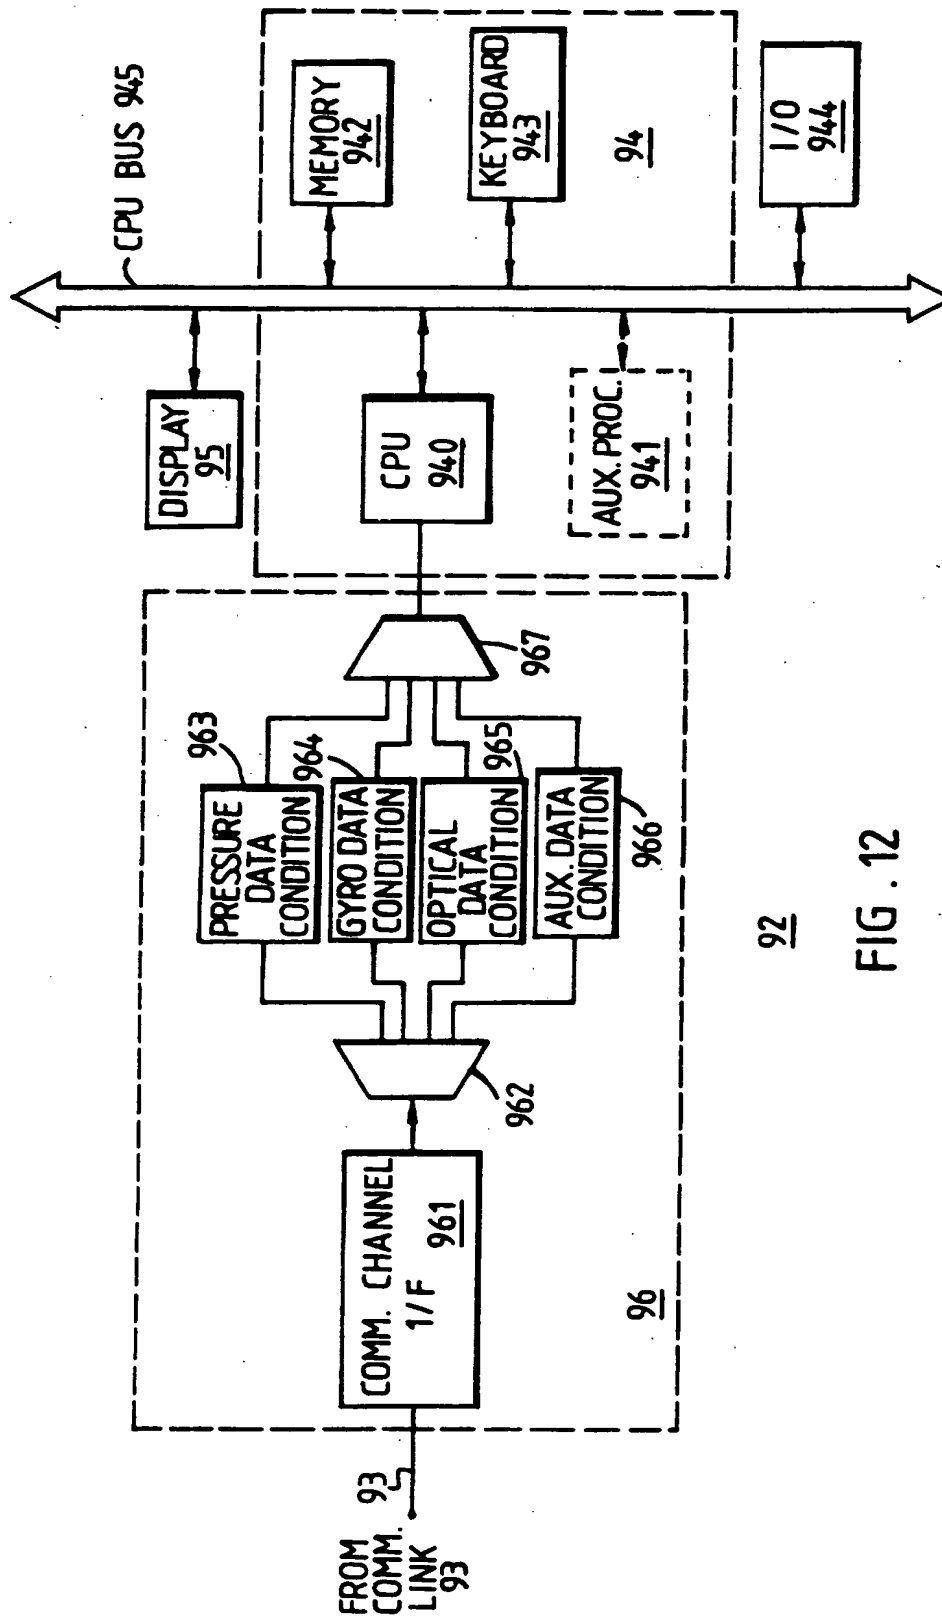 FROM
COMM.
LINK
93
93
COMM. CHANNEL
1/F
961
96
962
PRESSURE
DATA
CONDITION
963
GYRO DATA
CONDITION
964
OPTICAL
DATA
CONDITION
965
AUX. DATA
CONDITION
966
967
92
DISPLAY
95
CPU
940
AUX.PROC.
941
CPU BUS 945
MEMORY
942
KEYBOARD
943
94
I/O
944
FIG. 12